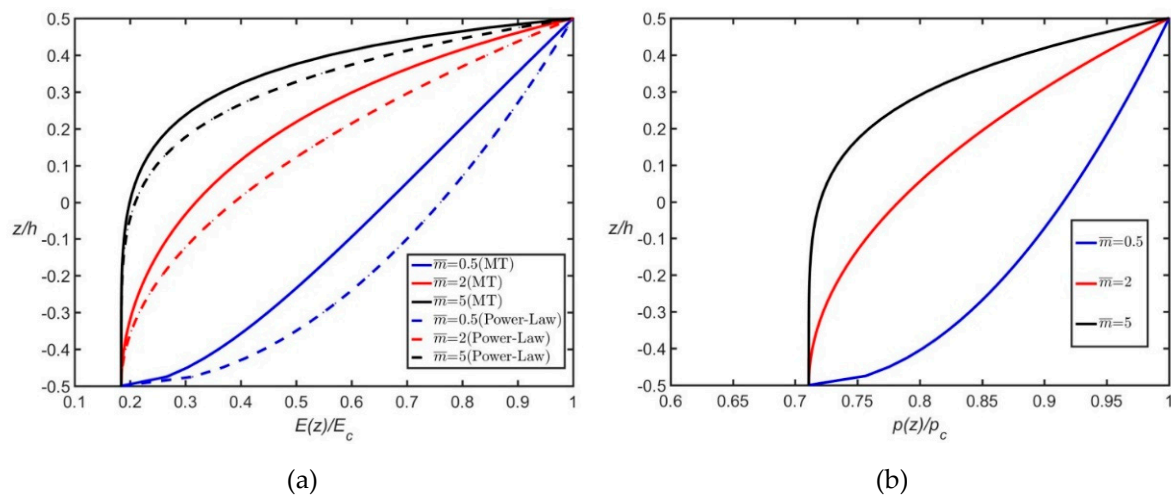 0.5
0.4
0.3
0.2
0.1
0
-0.1
-0.2
-0.3
-0.4
-0.5
z/h
0.1 0.2 0.3 0.4 0.5 0.6 0.7 0.8 0.9 1
E(z)/E_c
m̅=0.5(MT)
m̅=2(MT)
m̅=5(MT)
m̅=0.5(Power-Law)
m̅=2(Power-Law)
m̅=5(Power-Law)
(a)
0.5
0.4
0.3
0.2
0.1
0
-0.1
-0.2
-0.3
-0.4
-0.5
z/h
0.6 0.65 0.7 0.75 0.8 0.85 0.9 0.95 1
p(z)/p_c
m̅=0.5
m̅=2
m̅=5
(b)